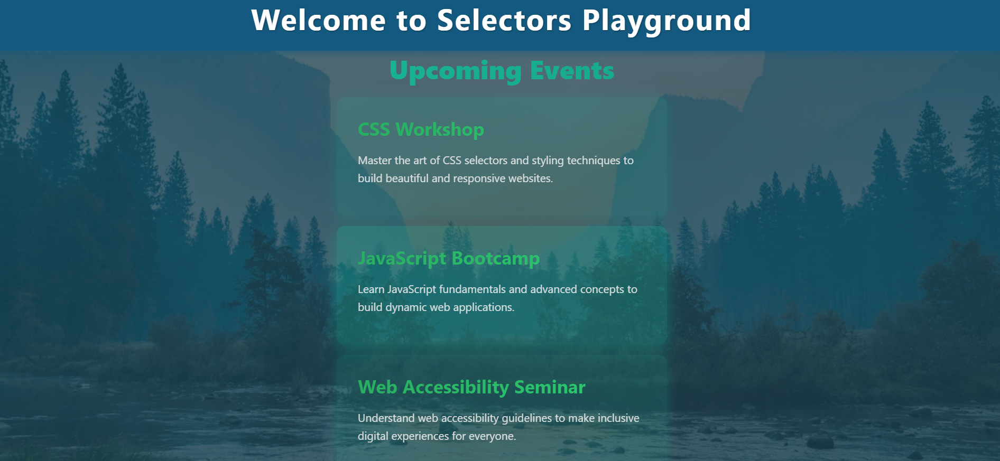 Welcome to Selectors Playground
Upcoming Events
CSS Workshop
Master the art of CSS selectors and styling techniques to
build beautiful and responsive websites.
JavaScript Bootcamp
Learn JavaScript fundamentals and advanced concepts to
build dynamic web applications.
Web Accessibility Seminar
Understand web accessibility guidelines to make inclusive
digital experiences for everyone.